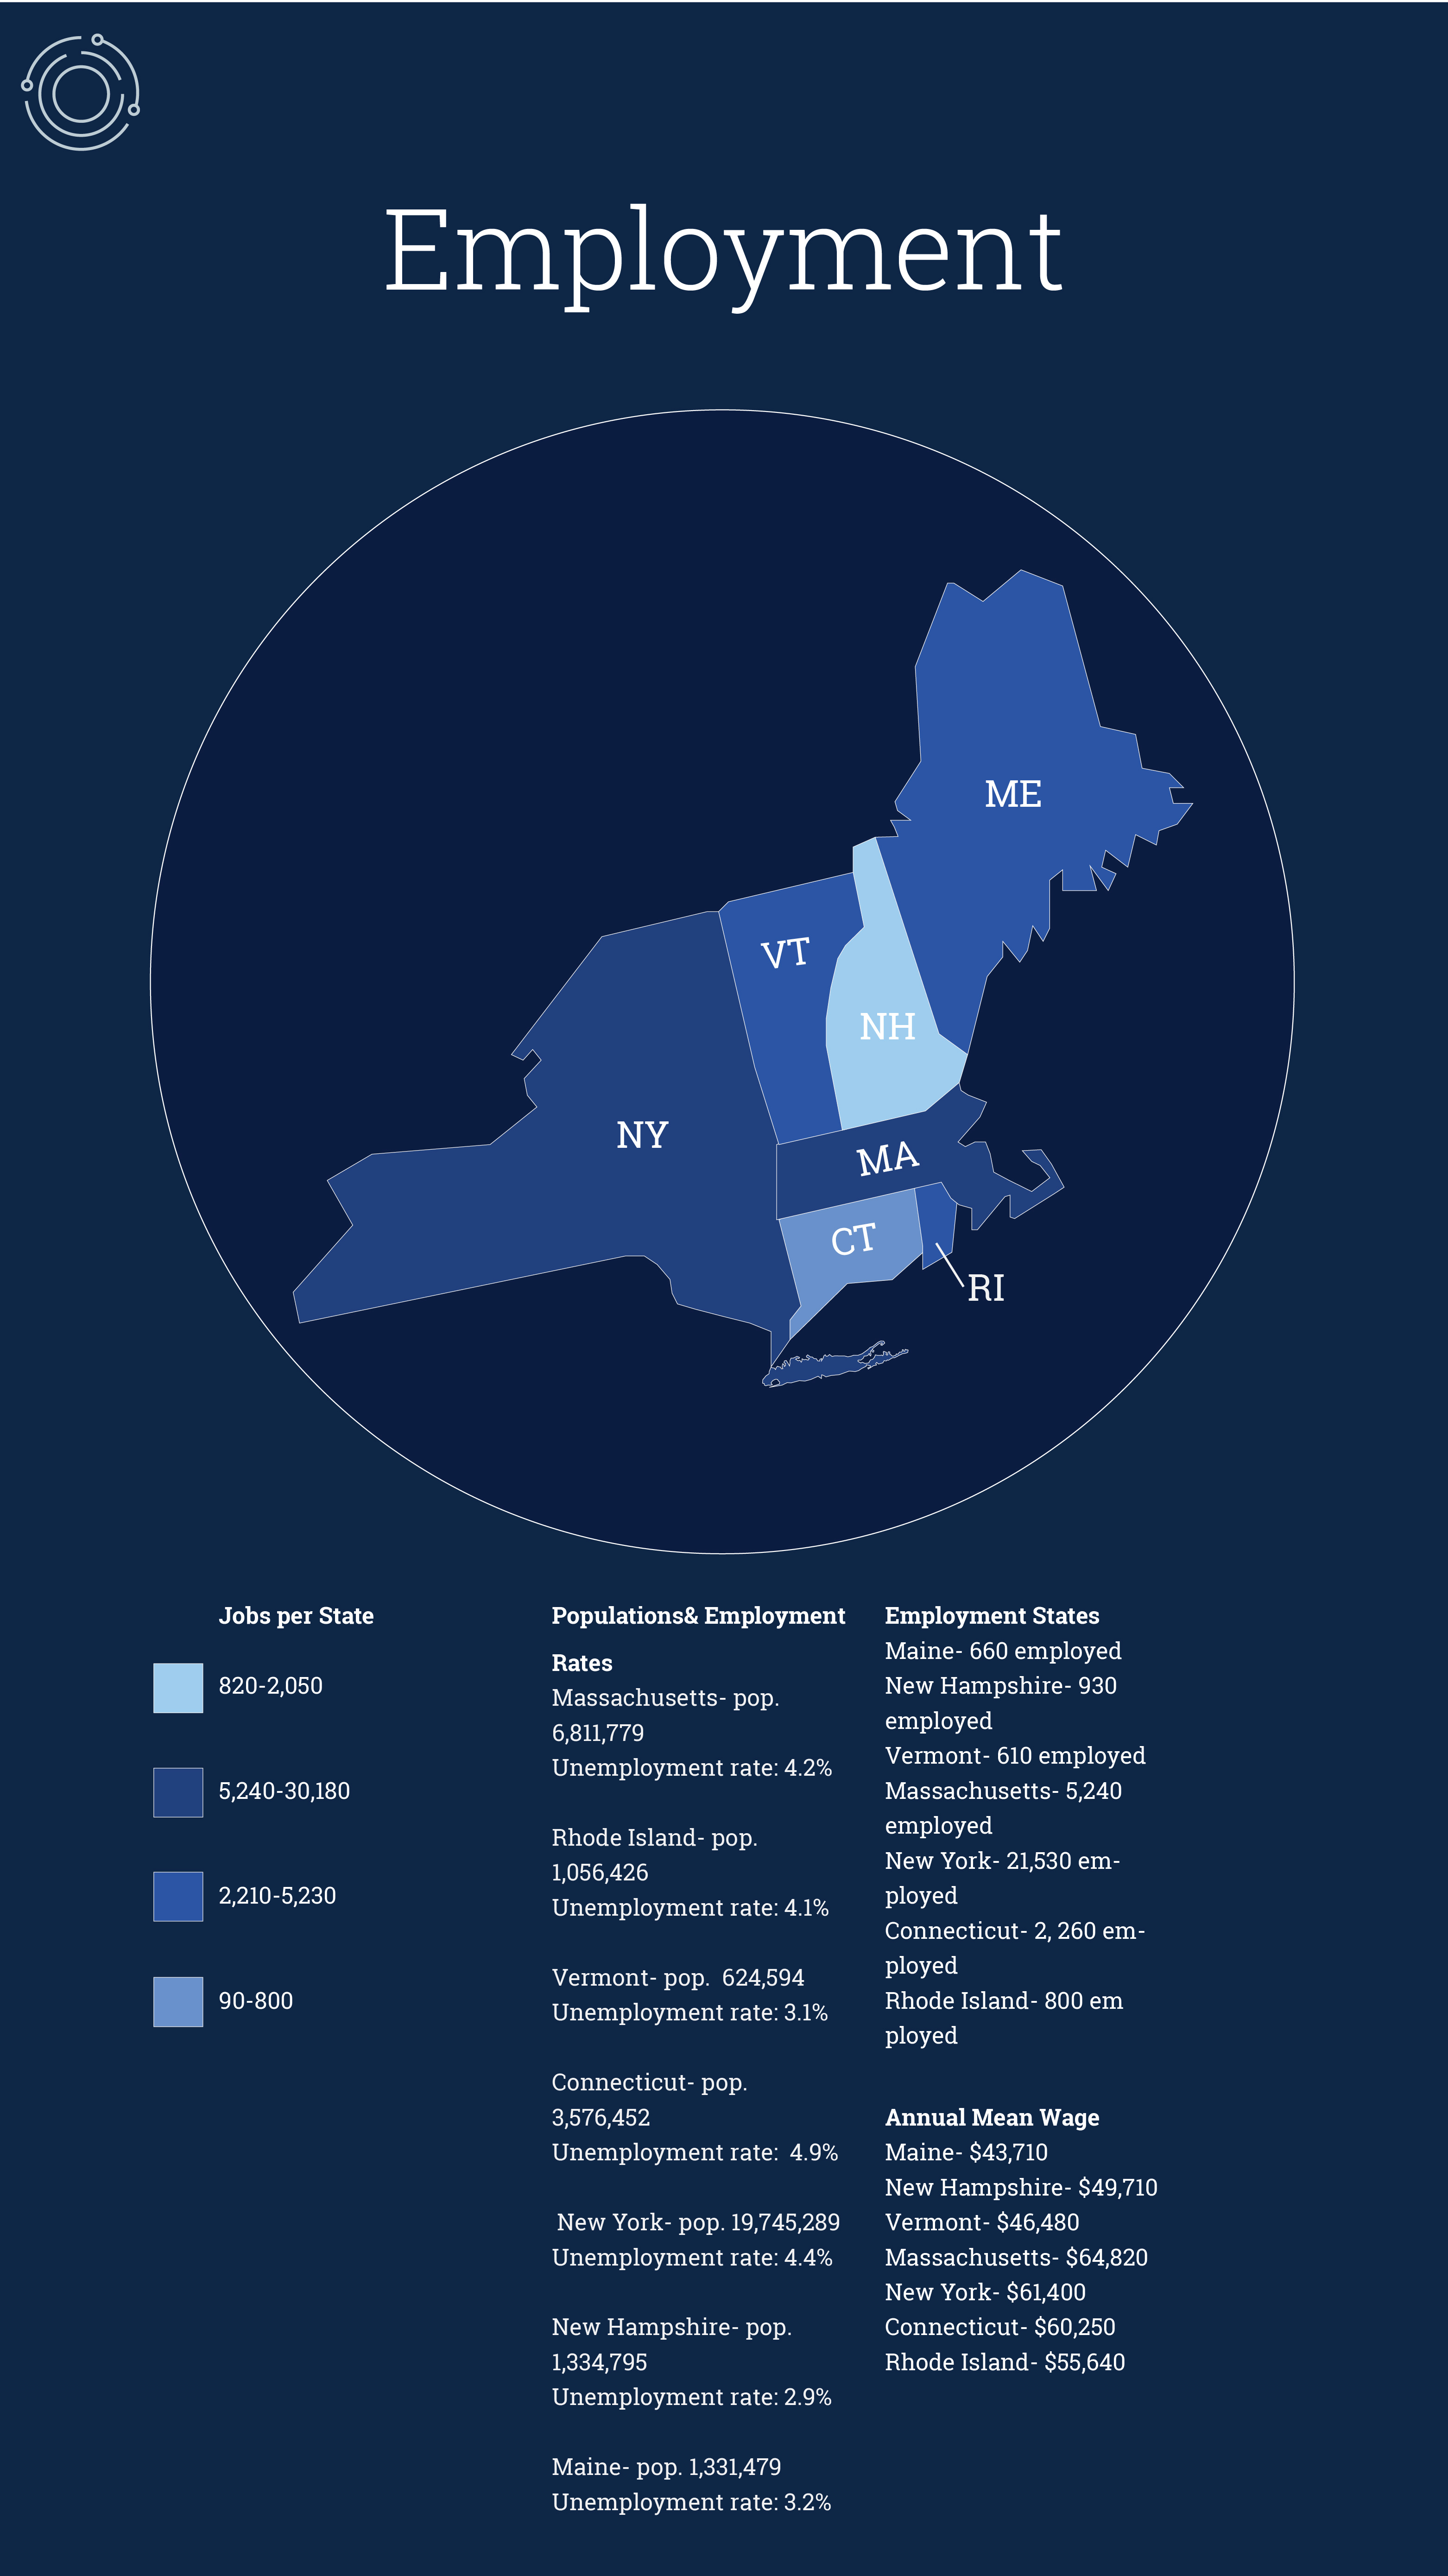 Employment
ME
VT
NH
NY
MA
CT
RI
Jobs per State
820-2,050
5,240-30,180
2,210-5,230
90-800
Populations& Employment
Rates
Massachusetts- pop.
6,811,779
Unemployment rate: 4.2%
Rhode Island- pop.
1,056,426
Unemployment rate: 4.1%
Vermont- pop.  624,594
Unemployment rate: 3.1%
Connecticut- pop.
3,576,452
Unemployment rate:  4.9%
New York- pop. 19,745,289
Unemployment rate: 4.4%
New Hampshire- pop.
1,334,795
Unemployment rate: 2.9%
Maine- pop. 1,331,479
Unemployment rate: 3.2%
Employment States
Maine- 660 employed
New Hampshire- 930
employed
Vermont- 610 employed
Massachusetts- 5,240
employed
New York- 21,530 em-
ployed
Connecticut- 2, 260 em-
ployed
Rhode Island- 800 em
ployed
Annual Mean Wage
Maine- $43,710
New Hampshire- $49,710
Vermont- $46,480
Massachusetts- $64,820
New York- $61,400
Connecticut- $60,250
Rhode Island- $55,640